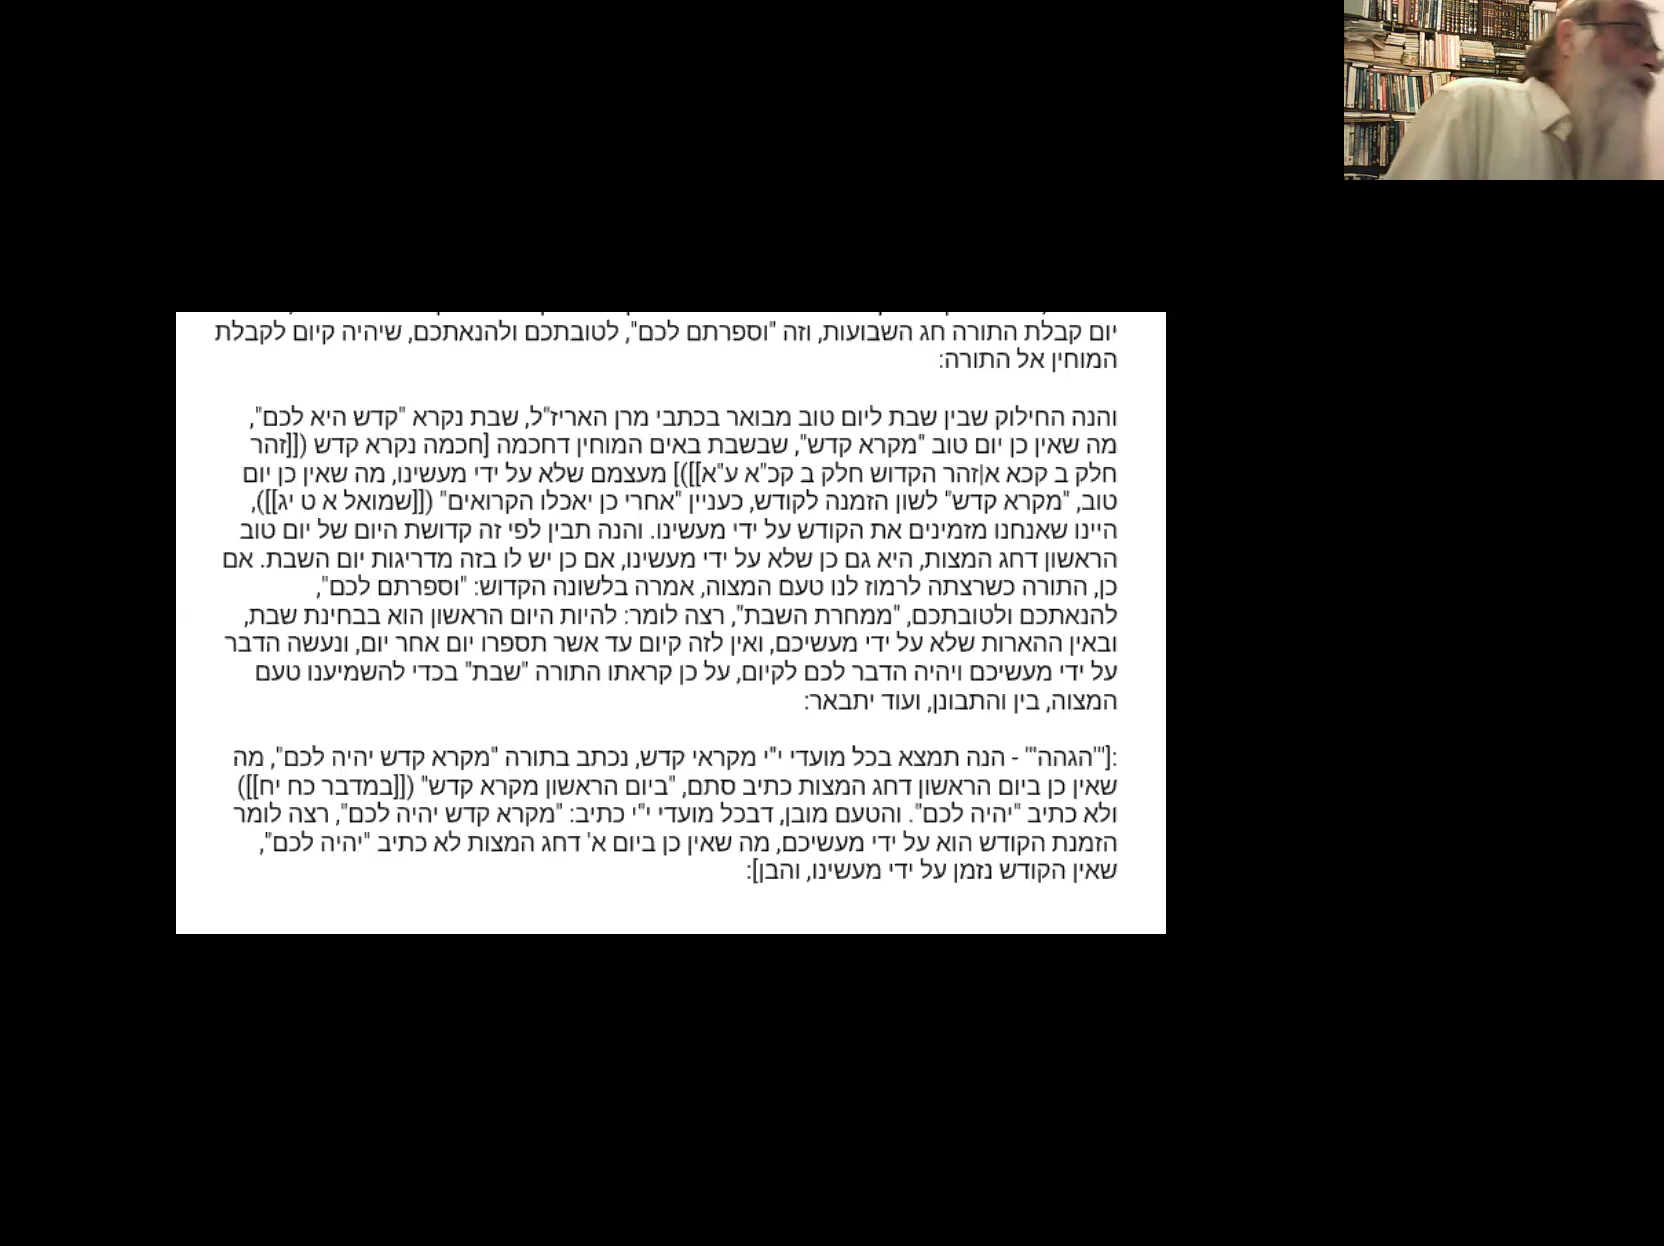 יום קבלת התורה חג השבועות, וזה "וספרתם לכם", לטובתכם ולהנאתכם, שיהיה קיום לקבלת
המוחין אל התורה:
והנה החילוק שבין שבת ליום טוב מבואר בכתבי מרן האריז"ל, שבת נקרא "קדש היא לכם",
מה שאין כן יום טוב "מקרא קדש", שבשבת באים המוחין דחכמה [חכמה נקרא קדש ([[זהר
חלק ב קכא א|זהר הקדוש חלק ב קכ"א ע"א]])] מעצמם שלא על ידי מעשינו, מה שאין כן יום
טוב, "מקרא קדש" לשון הזמנה לקודש, כעניין "אחרי כן יאכלו הקרואים" ([[שמואל א ט יג]]),
היינו שאנחנו מזמינים את הקודש על ידי מעשינו. והנה תבין לפי זה קדושת היום של יום טוב
הראשון דחג המצות, היא גם כן שלא על ידי מעשינו, אם כן יש לו בזה מדריגות יום השבת. אם
כן, התורה כשרצתה לרמוז לנו טעם המצוה, אמרה בלשונה הקדוש: "וספרתם לכם",
להנאתכם ולטובתכם, "ממחרת השבת", רצה לומר: להיות היום הראשון הוא בבחינת שבת,
ובאין ההארות שלא על ידי מעשיכם, ואין לזה קיום עד אשר תספרו יום אחר יום, ונעשה הדבר
על ידי מעשיכם ויהיה הדבר לכם לקיום, על כן קראתו התורה "שבת" בכדי להשמיענו טעם
המצוה, בין והתבונן, ועוד יתבאר:
:['''הגהה''' - הנה תמצא בכל מועדי י"י מקראי קדש, נכתב בתורה "מקרא קדש יהיה לכם", מה
שאין כן ביום הראשון דחג המצות כתיב סתם, "ביום הראשון מקרא קדש" ([[במדבר כח יח]])
ולא כתיב "יהיה לכם". והטעם מובן, דבכל מועדי י"י כתיב: "מקרא קדש יהיה לכם", רצה לומר
הזמנת הקודש הוא על ידי מעשיכם, מה שאין כן ביום א' דחג המצות לא כתיב "יהיה לכם",
שאין הקודש נזמן על ידי מעשינו, והבן]: